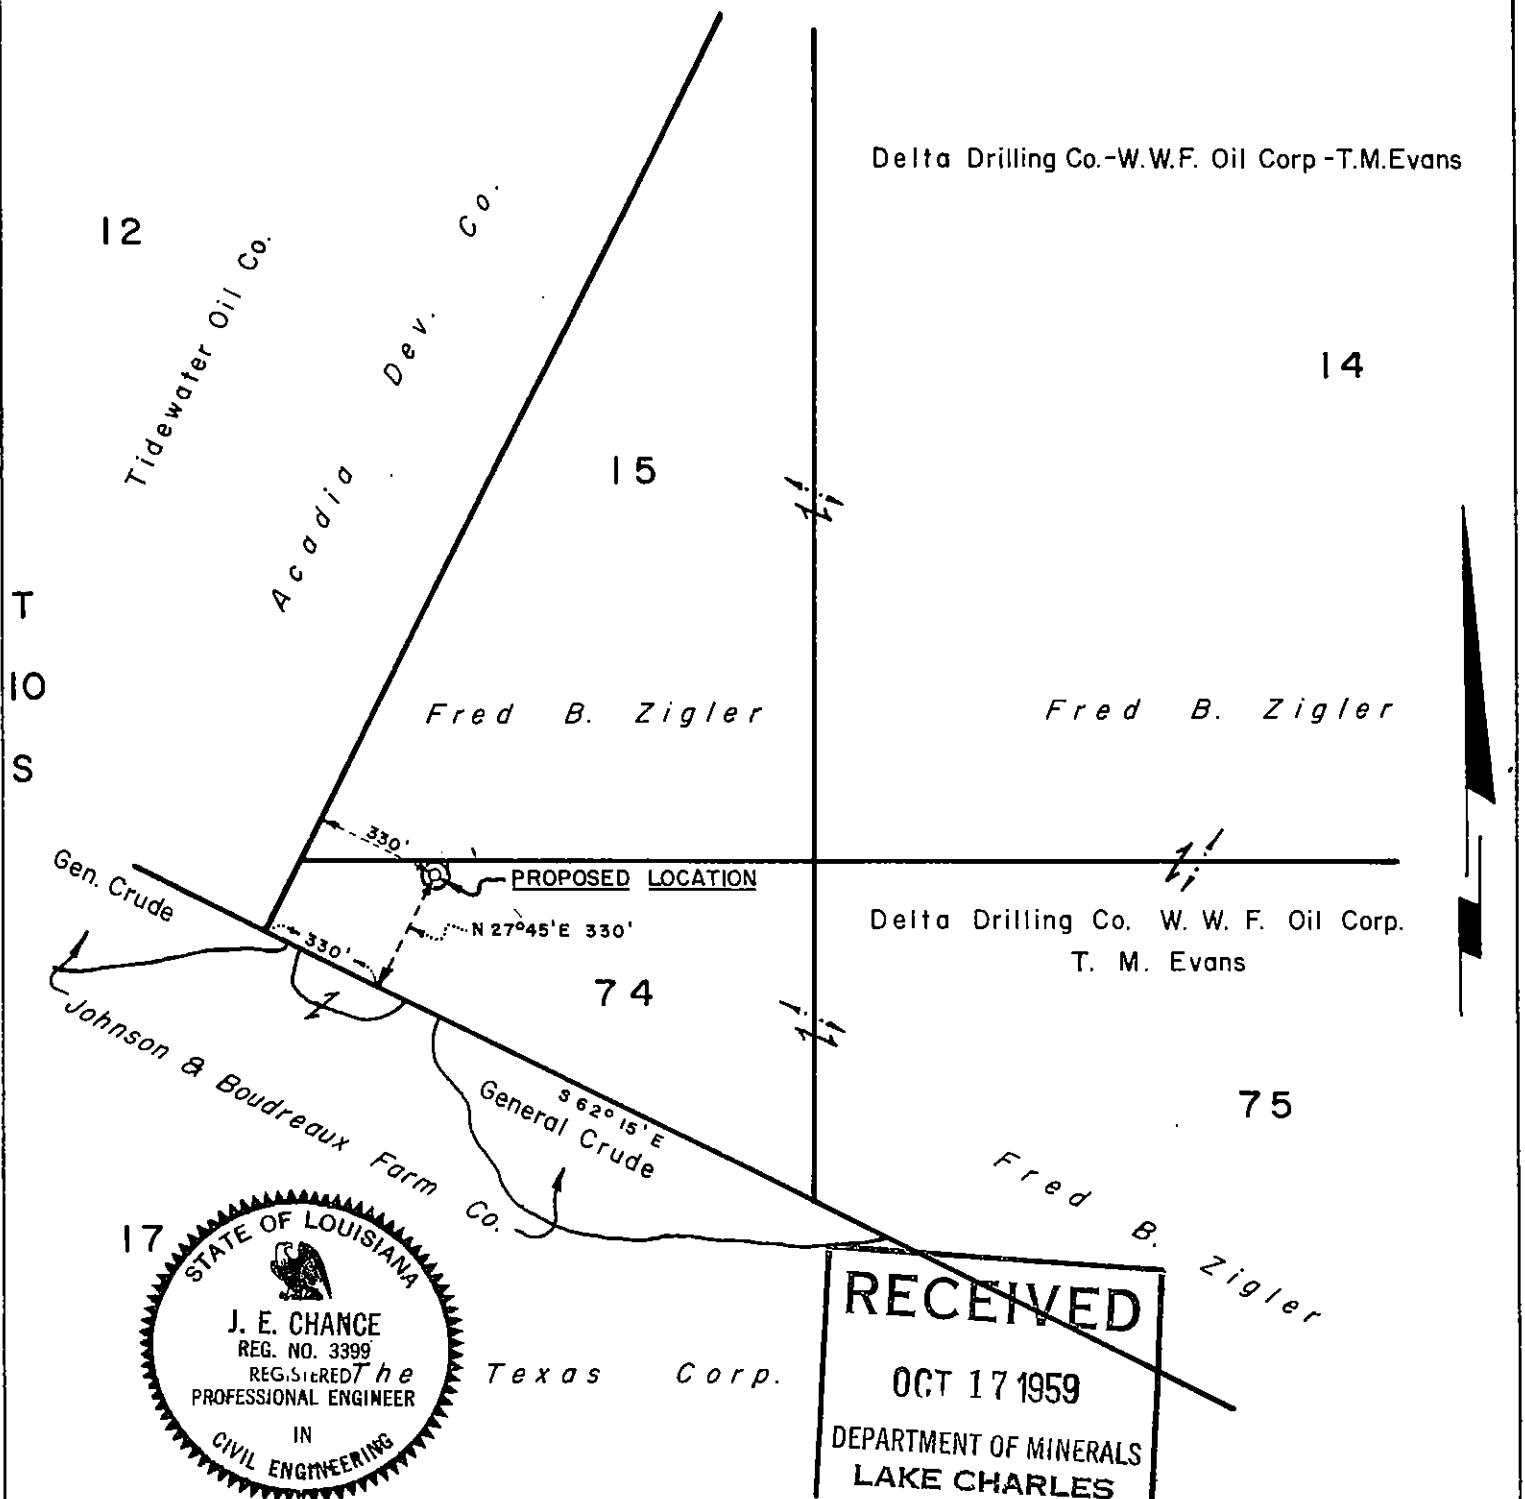 Delta Drilling Co.-W.W.F. Oil Corp-T.M.Evans
12
Tidewater Oil Co.
Acadia Dev. Co.
14
15
T
10
S
Fred B. Zigler
Fred B. Zigler
330'
Gen. Crude
PROPOSED LOCATION
N 27°45'E 330'
330'
Delta Drilling Co. W. W. F. Oil Corp.
T. M. Evans
74
Johnson & Boudreaux Farm Co.
S 62° 15' E
General Crude
75
Fred B. Zigler
17
STATE OF LOUISIANA
J. E. CHANCE
REG. NO. 3399
REGISTERED
PROFESSIONAL ENGINEER
IN
CIVIL ENGINEERING
The Texas Corp.
RECEIVED
OCT 17 1959
DEPARTMENT OF MINERALS
LAKE CHARLES